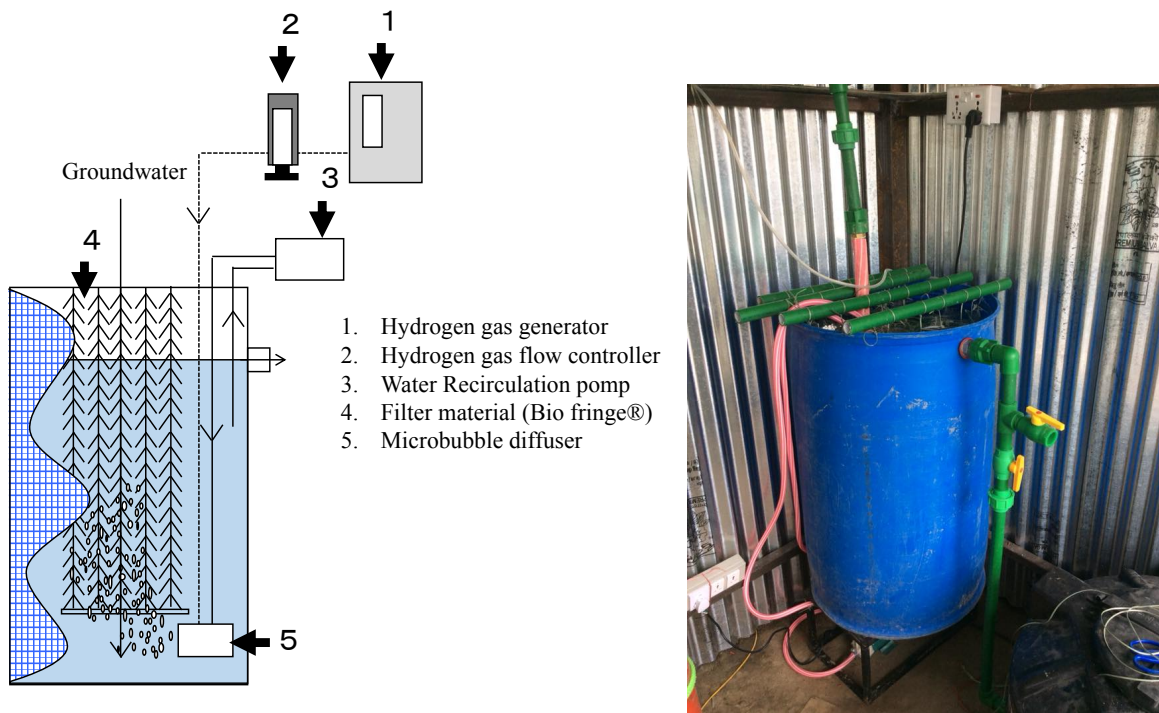 2
1
Groundwater
3
4
1. Hydrogen gas generator
2. Hydrogen gas flow controller
3. Water Recirculation pomp
4. Filter material (Bio fringe®)
5. Microbubble diffuser
5